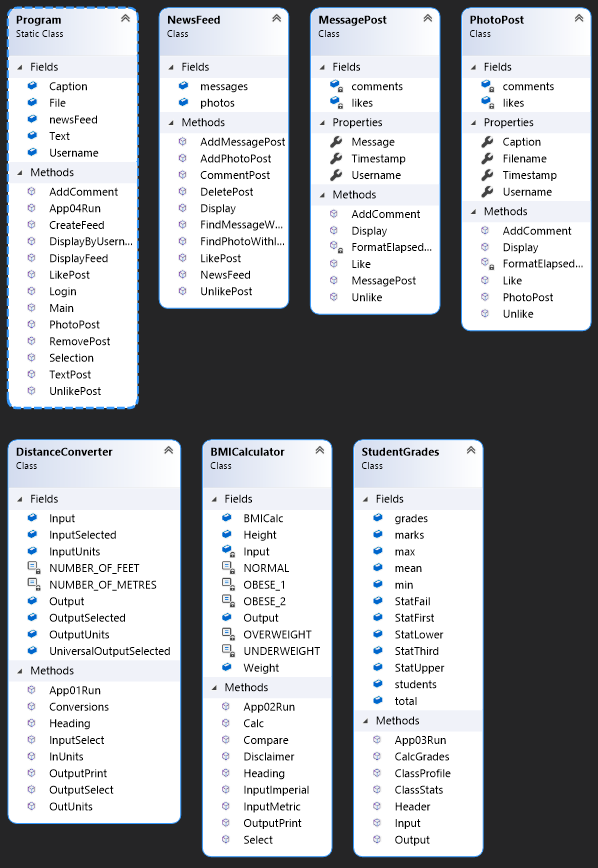 Program
Static Class
Fields
Caption
File
newsFeed
Text
Username
Methods
AddComment
App04Run
CreateFeed
DisplayByUsern...
DisplayFeed
LikePost
Login
Main
PhotoPost
RemovePost
Selection
TextPost
UnlikePost
NewsFeed
Class
Fields
messages
photos
Methods
AddMessagePost
AddPhotoPost
CommentPost
DeletePost
Display
FindMessageW...
FindPhotoWithI...
LikePost
NewsFeed
UnlikePost
MessagePost
Class
Fields
comments
likes
Properties
Message
Timestamp
Username
Methods
AddComment
Display
FormatElapsed...
Like
MessagePost
Unlike
PhotoPost
Class
Fields
comments
likes
Properties
Caption
Filename
Timestamp
Username
Methods
AddComment
Display
FormatElapsed...
Like
PhotoPost
Unlike
DistanceConverter
Class
Fields
Input
InputSelected
InputUnits
NUMBER_OF_FEET
NUMBER_OF_METRES
Output
OutputSelected
OutputUnits
UniversalOutputSelected
Methods
App01Run
Conversions
Heading
InputSelect
InUnits
OutputPrint
OutputSelect
OutUnits
BMICalculator
Class
Fields
BMICalc
Height
Input
NORMAL
OBESE_1
OBESE_2
Output
OVERWEIGHT
UNDERWEIGHT
Weight
Methods
App02Run
Calc
Compare
Disclaimer
Heading
InputImperial
InputMetric
OutputPrint
Select
StudentGrades
Class
Fields
grades
marks
max
mean
min
StatFail
StatFirst
StatLower
StatThird
StatUpper
students
total
Methods
App03Run
CalcGrades
ClassProfile
ClassStats
Header
Input
Output